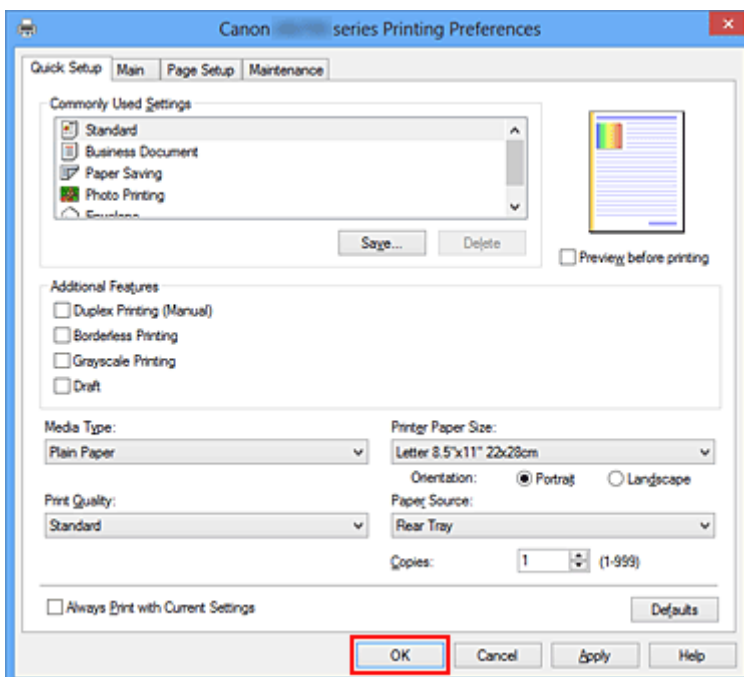 Canon series Printing Preferences
Quick Setup Main Page Setup Maintenance
Commonly Used Settings
Standard
Business Document
Paper Saving
Photo Printing
Envelope
Save... Delete
Preview before printing
Additional Features
Duplex Printing (Manual)
Borderless Printing
Grayscale Printing
Draft
Media Type:
Plain Paper
Printer Paper Size:
Letter 8.5"x11" 22x28cm
Orientation: Portrait Landscape
Print Quality:
Standard
Paper Source:
Rear Tray
Copies: 1 (1-999)
Always Print with Current Settings
Defaults
OK Cancel Apply Help